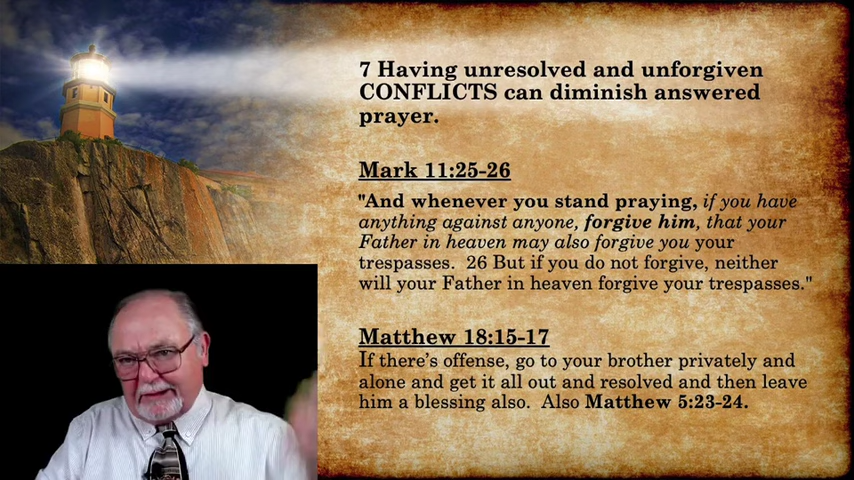 7 Having unresolved and unforgiven
CONFLICTS can diminish answered
prayer.
Mark 11:25-26
"And whenever you stand praying, if you have
anything against anyone, forgive him, that your
Father in heaven may also forgive you your
trespasses.  26 But if you do not forgive, neither
will your Father in heaven forgive your trespasses."
Matthew 18:15-17
If there's offense, go to your brother privately and
alone and get it all out and resolved and then leave
him a blessing also.  Also Matthew 5:23-24.